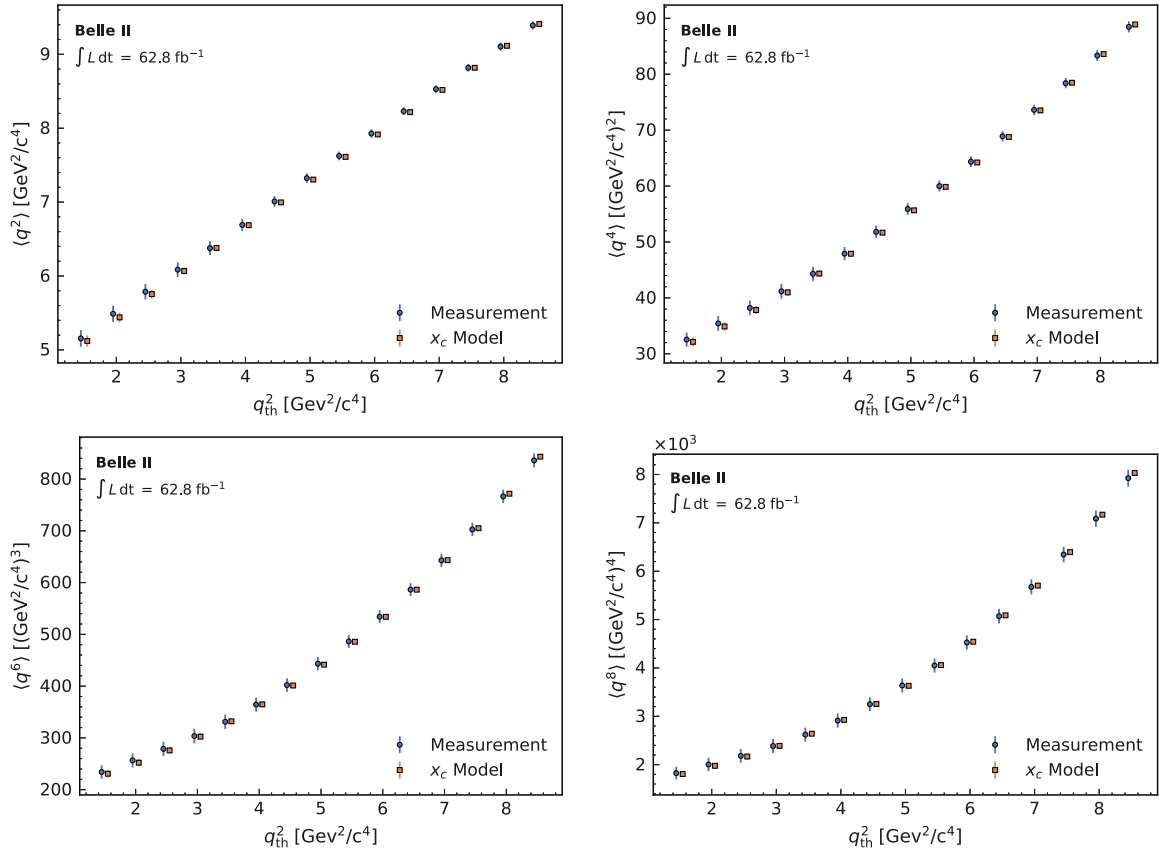 Belle II
∫ L dt = 62.8 fb⁻¹
⟨q²⟩ [GeV²/c⁴]
9
8
7
6
5
Measurement
x_c Model
2 3 4 5 6 7 8
q²_th [Gev²/c⁴]
Belle II
∫ L dt = 62.8 fb⁻¹
⟨q⁴⟩ [(GeV²/c⁴)²]
90
80
70
60
50
40
30
Measurement
x_c Model
2 3 4 5 6 7 8
q²_th [Gev²/c⁴]
Belle II
∫ L dt = 62.8 fb⁻¹
⟨q⁶⟩ [(GeV²/c⁴)³]
800
700
600
500
400
300
200
Measurement
x_c Model
2 3 4 5 6 7 8
q²_th [Gev²/c⁴]
×10³
Belle II
∫ L dt = 62.8 fb⁻¹
⟨q⁸⟩ [(GeV²/c⁴)⁴]
8
7
6
5
4
3
2
Measurement
x_c Model
2 3 4 5 6 7 8
q²_th [Gev²/c⁴]